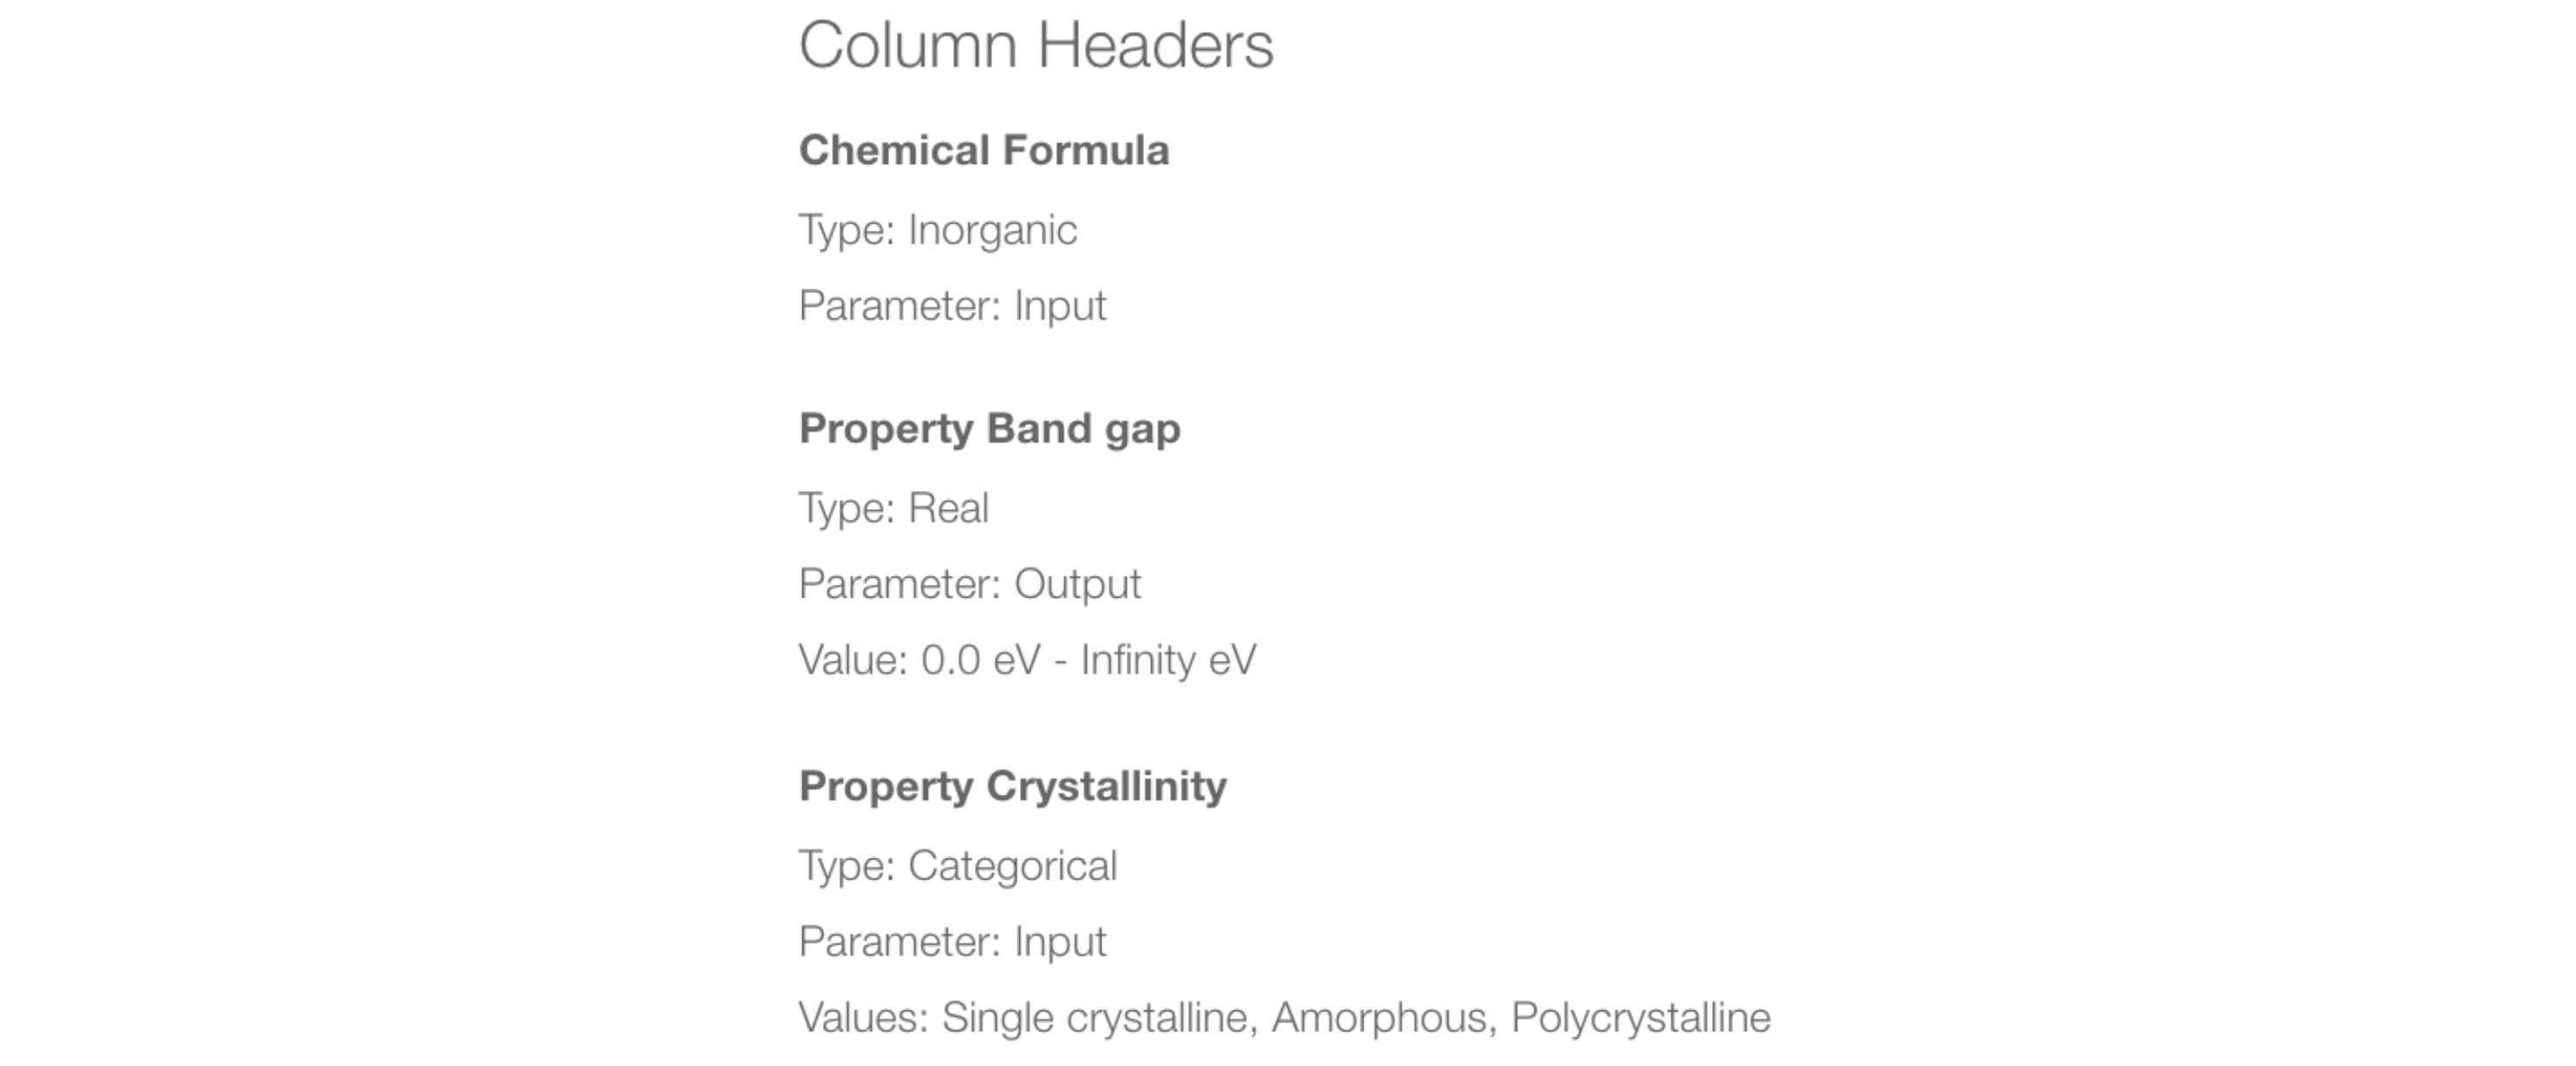 Column Headers
Chemical Formula
Type: Inorganic
Parameter: Input
Property Band gap
Type: Real
Parameter: Output
Value: 0.0 eV - Infinity eV
Property Crystallinity
Type: Categorical
Parameter: Input
Values: Single crystalline, Amorphous, Polycrystalline